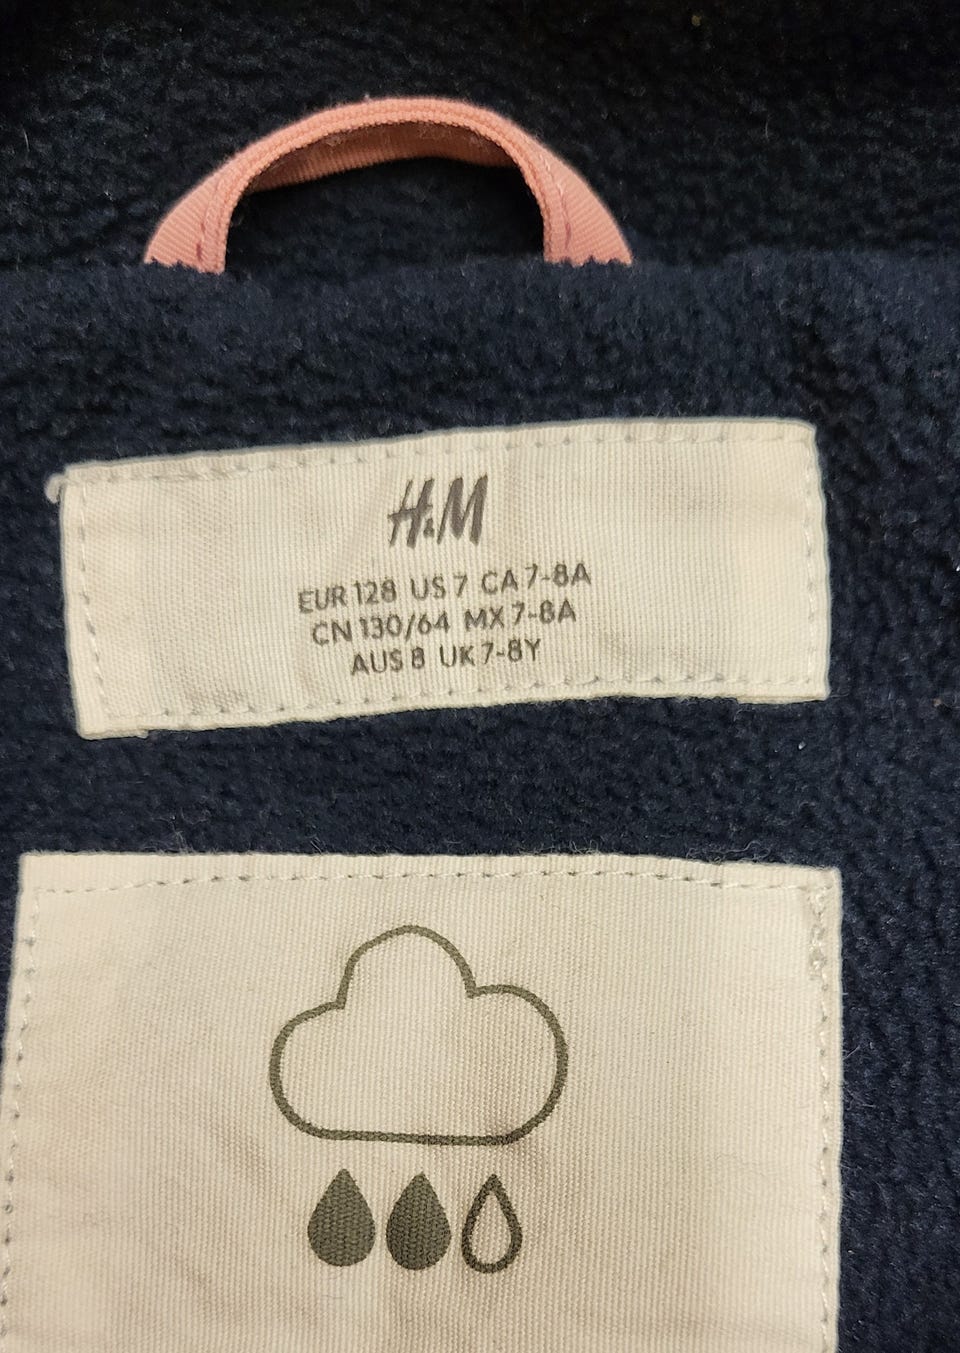 H&M
EUR 128 US 7 CA 7-8A
CN 130/64 MX 7-8A
AUS 8 UK 7-8Y